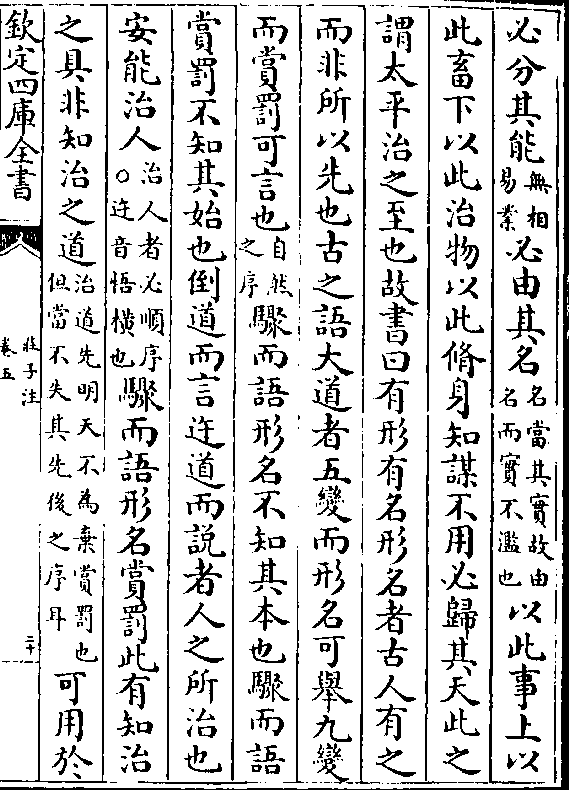 必分其能無相易業必由其名名當其實故由名而實不濫也以此事上以
此畜下以此治物以此脩身知謀不用必歸其天此之
謂太平治之至也故書曰有形有名形名者古人有之
而非所以先也古之語大道者五變而形名可舉九變
而賞罰可言也自然之序驟而語形名不知其本也驟而語
賞罰不知其始也倒道而言迕道而說者人之所治也
安能治人治人者必順序○迕音悟橫也驟而語形名賞罰此有知治
之具非知治之道治道先明天不為棄賞罰也但當不失其先後之序耳可用於
欽定四庫全書
莊子注
卷五
二十